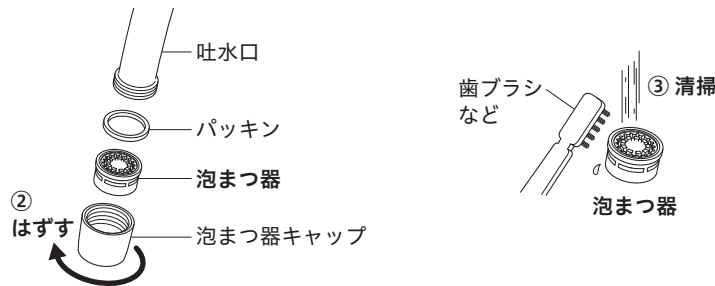 吐水口
パッキン
泡まつ器
②
はずす
泡まつ器キャップ
歯ブラシ
など
③ 清掃
泡まつ器